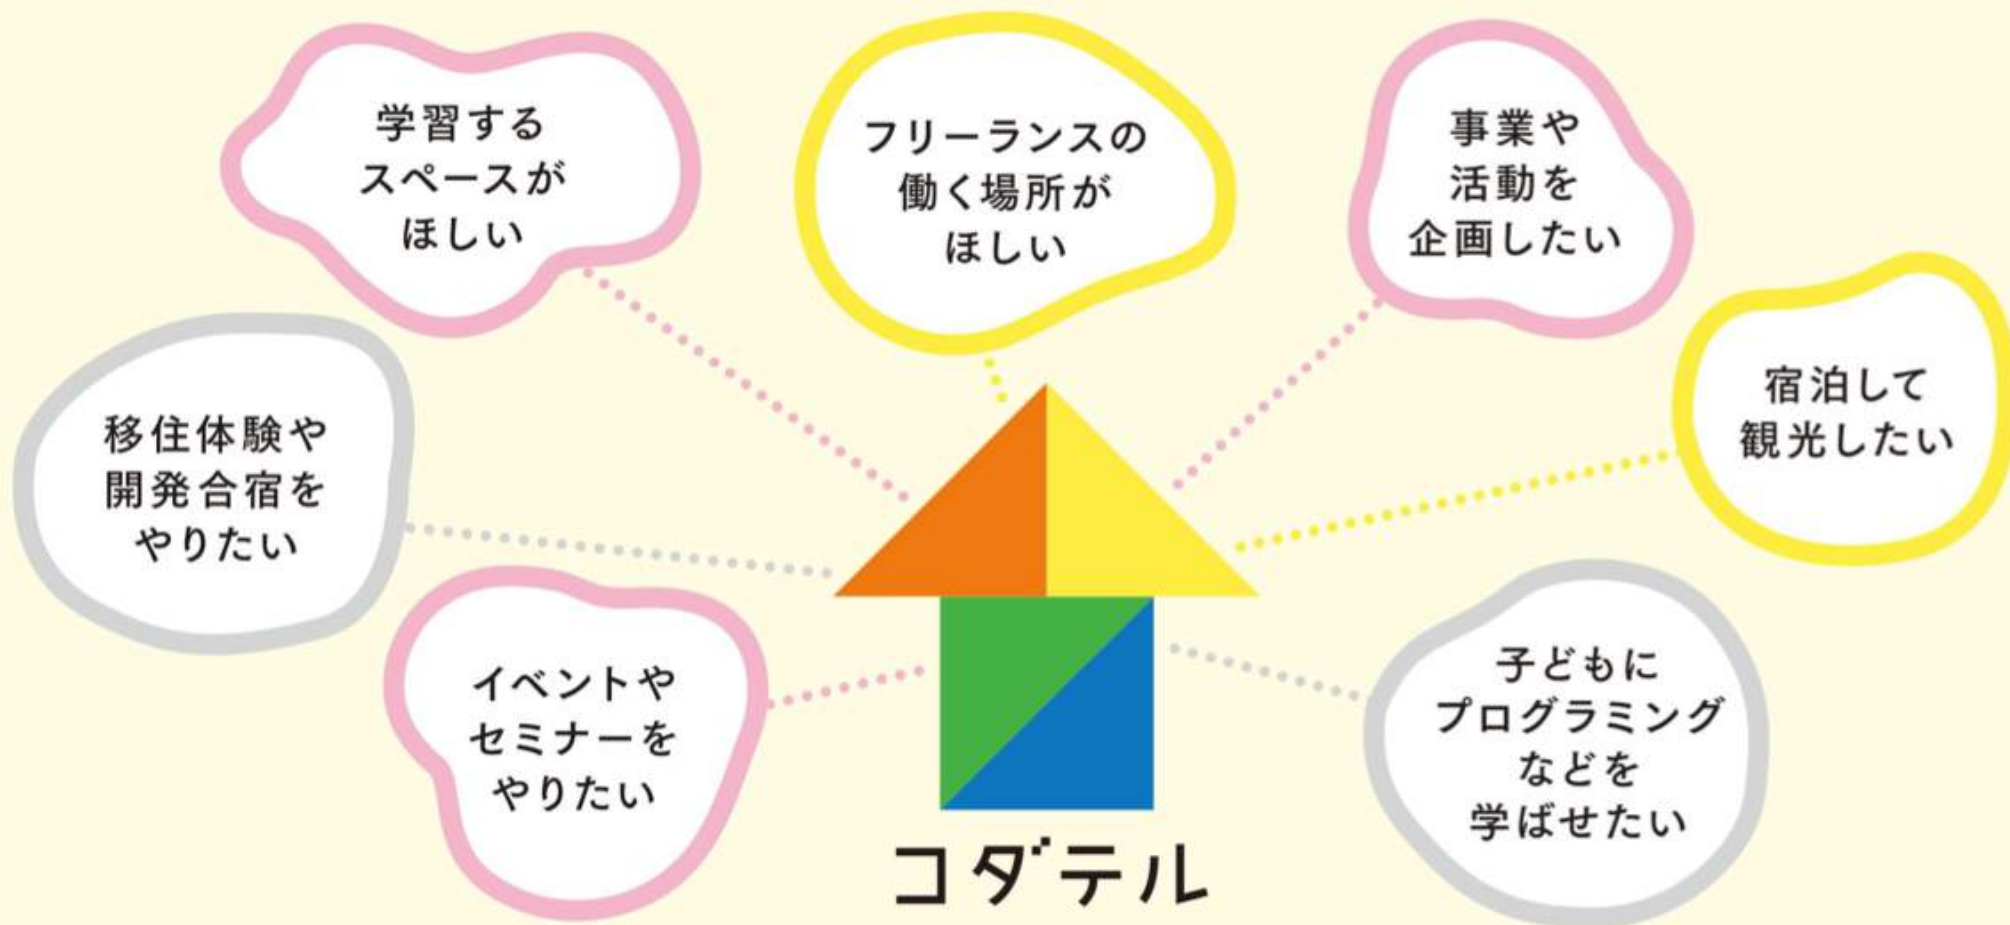 学習する
スペースが
ほしい
フリーランスの
働く場所が
ほしい
事業や
活動を
企画したい
宿泊して
観光したい
移住体験や
開発合宿を
やりたい
イベントや
セミナーを
やりたい
子どもに
プログラミング
などを
学ばせたい
コダテル